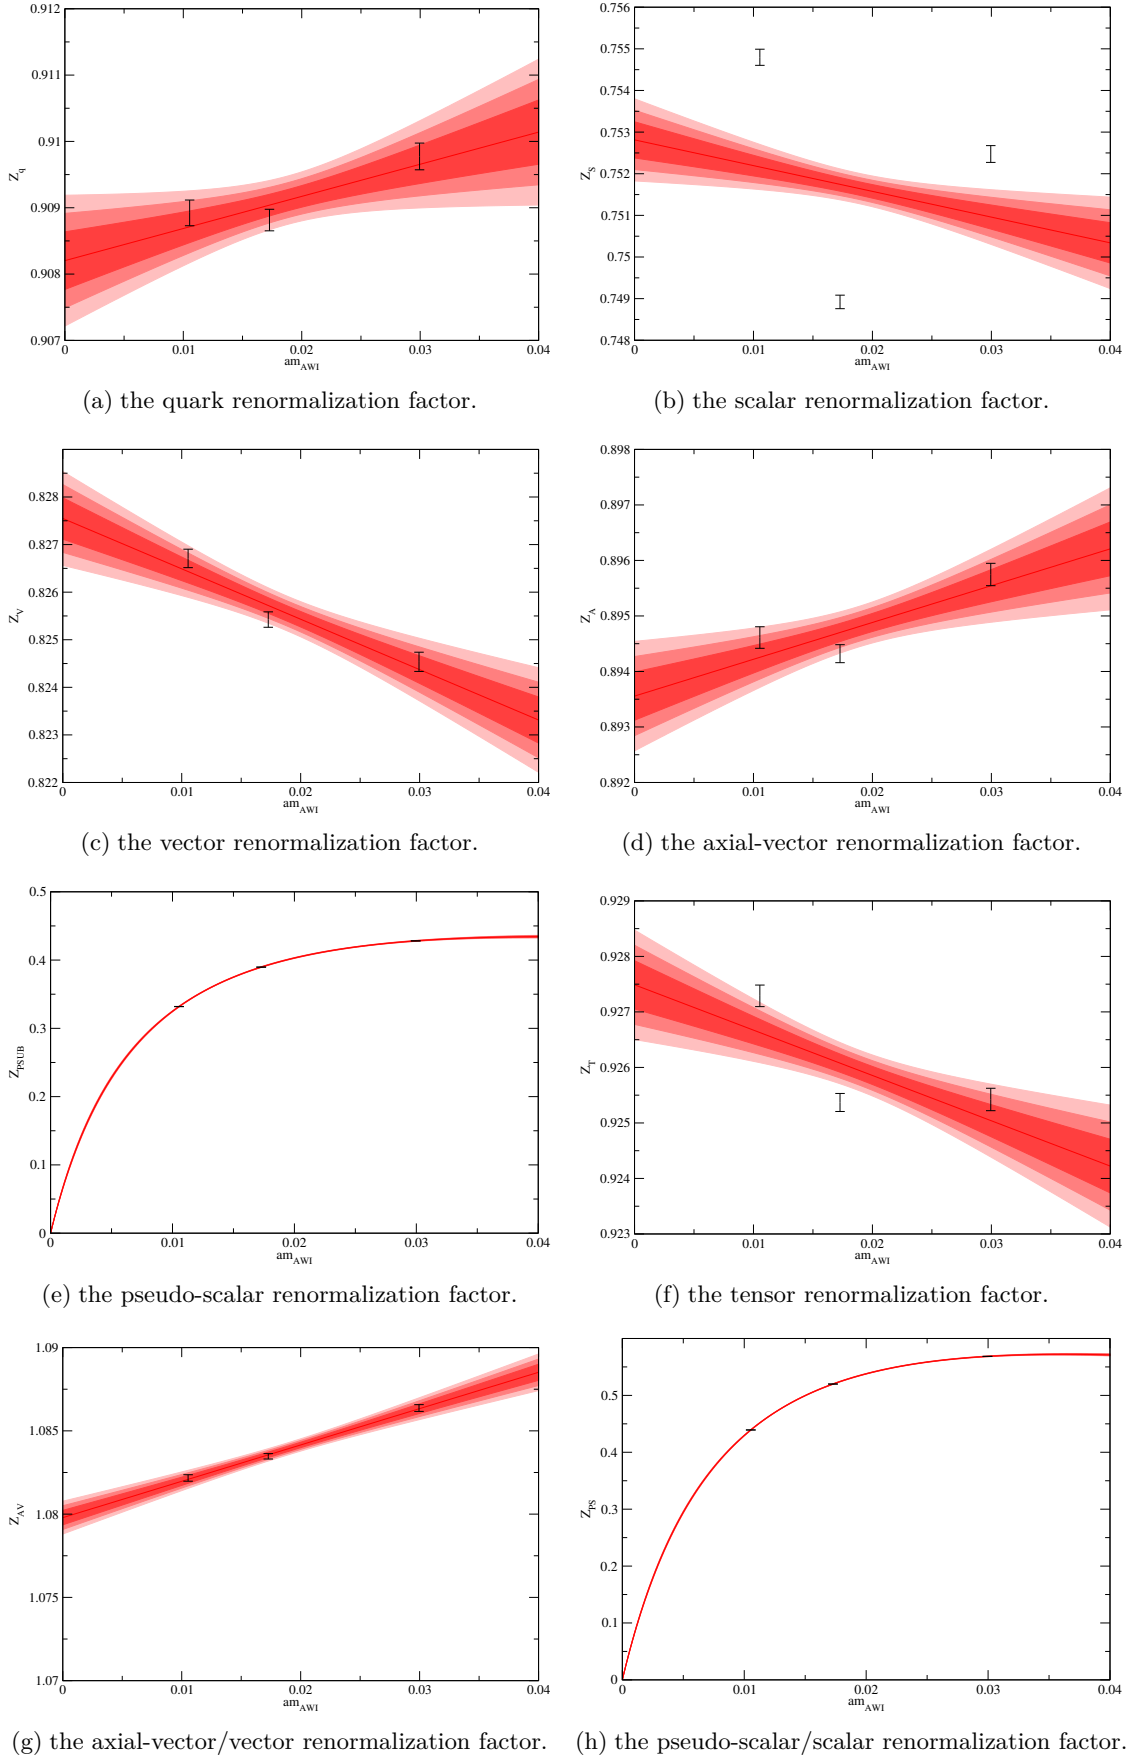 0.912
0.911
0.91
0.909
0.908
0.907
Z_q
0 0.01 0.02 0.03 0.04
am_AWI
(a) the quark renormalization factor.
0.756
0.755
0.754
0.753
0.752
0.751
0.75
0.749
0.748
Z_S
0 0.01 0.02 0.03 0.04
am_AWI
(b) the scalar renormalization factor.
0.828
0.827
0.826
0.825
0.824
0.823
0.822
Z_V
0 0.01 0.02 0.03 0.04
am_AWI
(c) the vector renormalization factor.
0.898
0.897
0.896
0.895
0.894
0.893
0.892
Z_A
0 0.01 0.02 0.03 0.04
am_AWI
(d) the axial-vector renormalization factor.
0.5
0.4
0.3
0.2
0.1
0
Z_PSUB
0 0.01 0.02 0.03 0.04
am_AWI
(e) the pseudo-scalar renormalization factor.
0.929
0.928
0.927
0.926
0.925
0.924
0.923
Z_T
0 0.01 0.02 0.03 0.04
am_AWI
(f) the tensor renormalization factor.
1.09
1.085
1.08
1.075
1.07
Z_AV
0 0.01 0.02 0.03 0.04
am_AWI
(g) the axial-vector/vector renormalization factor.
0.5
0.4
0.3
0.2
0.1
0
Z_PS
0 0.01 0.02 0.03 0.04
am_AWI
(h) the pseudo-scalar/scalar renormalization factor.